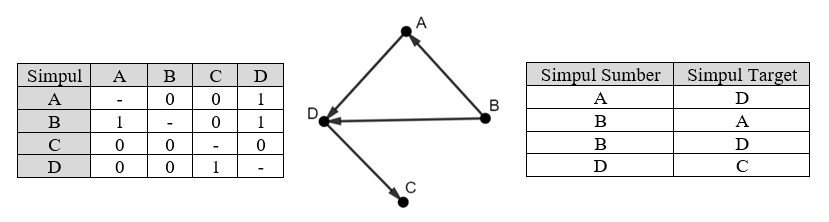 Simpul A B C D
A - 0 0 1
B 1 - 0 1
C 0 0 - 0
D 0 0 1 -
A
B
D
C
Simpul Sumber Simpul Target
A D
B A
B D
D C